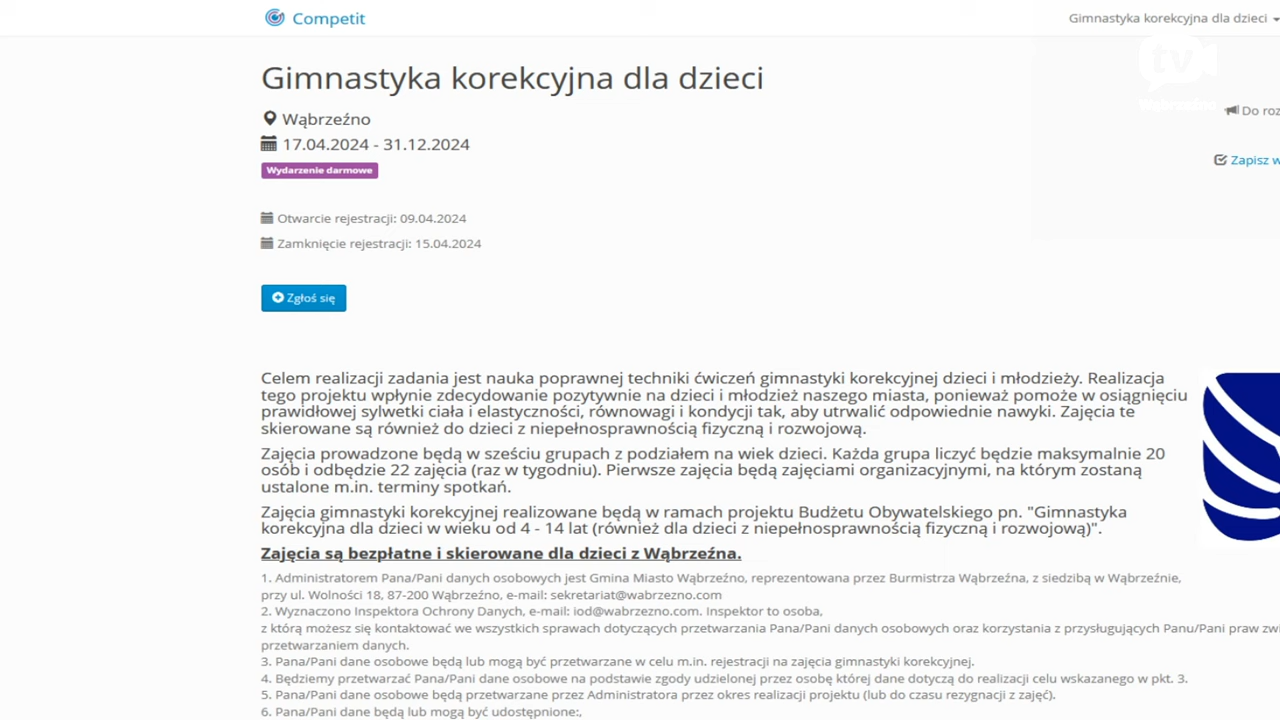 Competit
Gimnastyka korekcyjna dla dzieci
tv
Wąbrzeźno
Gimnastyka korekcyjna dla dzieci
Wąbrzeźno
Do roz
17.04.2024 - 31.12.2024
Zapisz w
Wydarzenie darmowe
Otwarcie rejestracji: 09.04.2024
Zamknięcie rejestracji: 15.04.2024
Zgłoś się
Celem realizacji zadania jest nauka poprawnej techniki ćwiczeń gimnastyki korekcyjnej dzieci i młodzieży. Realizacja
tego projektu wpłynie zdecydowanie pozytywnie na dzieci i młodzież naszego miasta, ponieważ pomoże w osiągnięciu
prawidłowej sylwetki ciała i elastyczności, równowagi i kondycji tak, aby utrwalić odpowiednie nawyki. Zajęcia te
skierowane są również do dzieci z niepełnosprawnością fizyczną i rozwojową.
Zajęcia prowadzone będą w sześciu grupach z podziałem na wiek dzieci. Każda grupa liczyć będzie maksymalnie 20
osób i odbędzie 22 zajęcia (raz w tygodniu). Pierwsze zajęcia będą zajęciami organizacyjnymi, na którym zostaną
ustalone m.in. terminy spotkań.
Zajęcia gimnastyki korekcyjnej realizowane będą w ramach projektu Budżetu Obywatelskiego pn. "Gimnastyka
korekcyjna dla dzieci w wieku od 4 - 14 lat (również dla dzieci z niepełnosprawnością fizyczną i rozwojową)".
Zajęcia są bezpłatne i skierowane dla dzieci z Wąbrzeźna.
1. Administratorem Pana/Pani danych osobowych jest Gmina Miasto Wąbrzeźno, reprezentowana przez Burmistrza Wąbrzeźna, z siedzibą w Wąbrzeźnie,
przy ul. Wolności 18, 87-200 Wąbrzeźno, e-mail: sekretariat@wabrzezno.com
2. Wyznaczono Inspektora Ochrony Danych, e-mail: iod@wabrzezno.com. Inspektor to osoba,
z którą możesz się kontaktować we wszystkich sprawach dotyczących przetwarzania Pana/Pani danych osobowych oraz korzystania z przysługujących Panu/Pani praw zwi
przetwarzaniem danych.
3. Pana/Pani dane osobowe będą lub mogą być przetwarzane w celu m.in. rejestracji na zajęcia gimnastyki korekcyjnej.
4. Będziemy przetwarzać Pana/Pani dane osobowe na podstawie zgody udzielonej przez osobę której dane dotyczą do realizacji celu wskazanego w pkt. 3.
5. Pana/Pani dane osobowe będą przetwarzane przez Administratora przez okres realizacji projektu (lub do czasu rezygnacji z zajęć).
6. Pana/Pani dane będą lub mogą być udostępnione:,